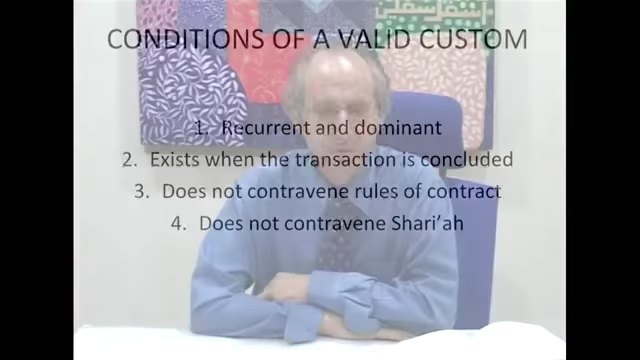 CONDITIONS OF A VALID CUSTOM
1. Recurrent and dominant
2. Exists when the transaction is concluded
3. Does not contravene rules of contract
4. Does not contravene Shari'ah